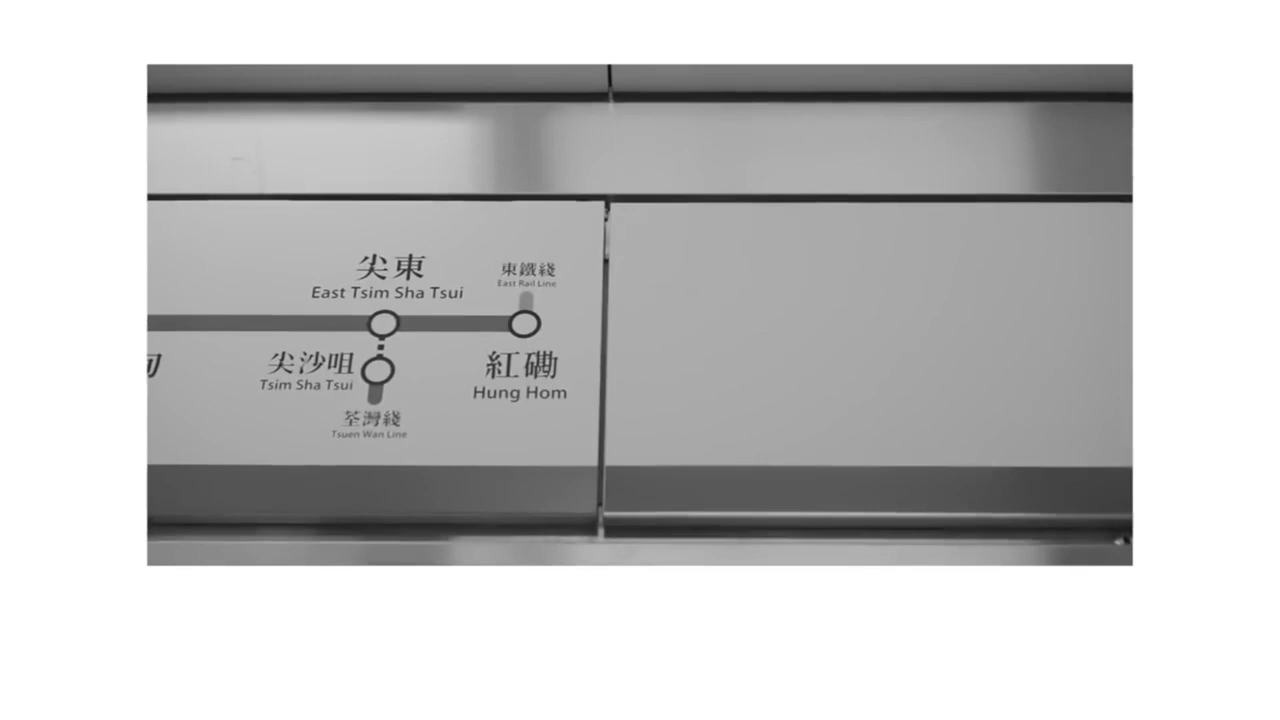 尖東
East Tsim Sha Tsui
東鐵綫
East Rail Line
尖沙咀
Tsim Sha Tsui
紅磡
Hung Hom
荃灣綫
Tsuen Wan Line